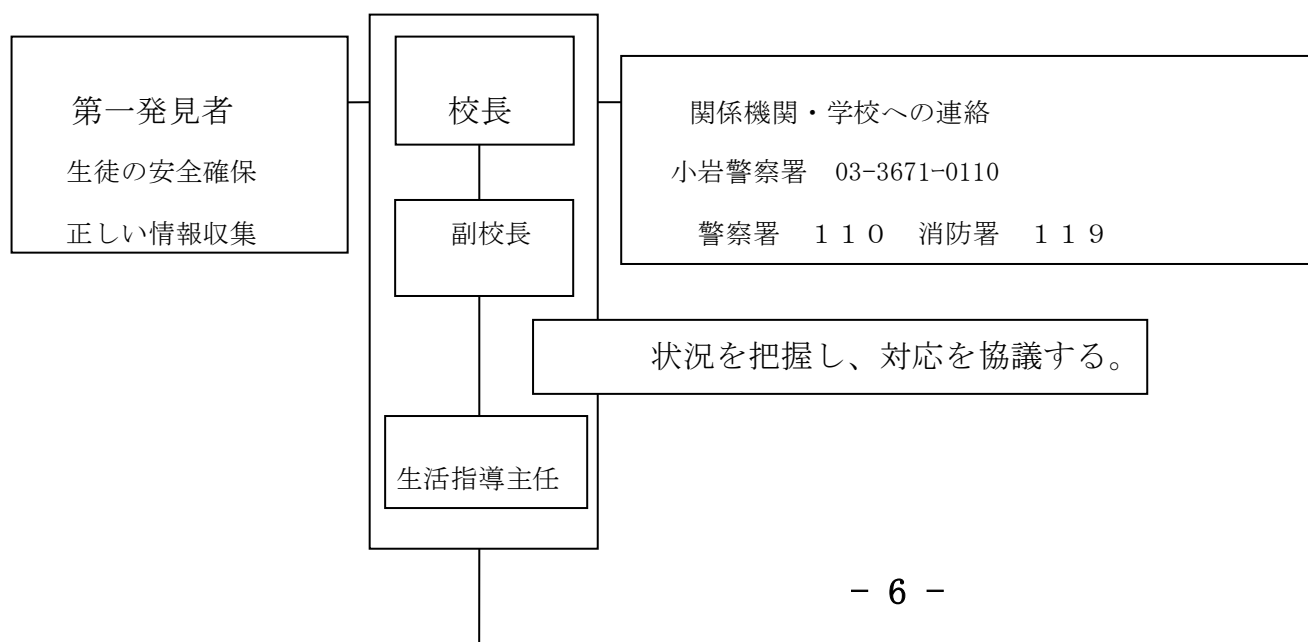 第一発見者
生徒の安全確保
正しい情報収集
校長
副校長
生活指導主任
関係機関・学校への連絡
小岩警察署　03-3671-0110
警察署　１１０　消防署　１１９
状況を把握し、対応を協議する。
- 6 -